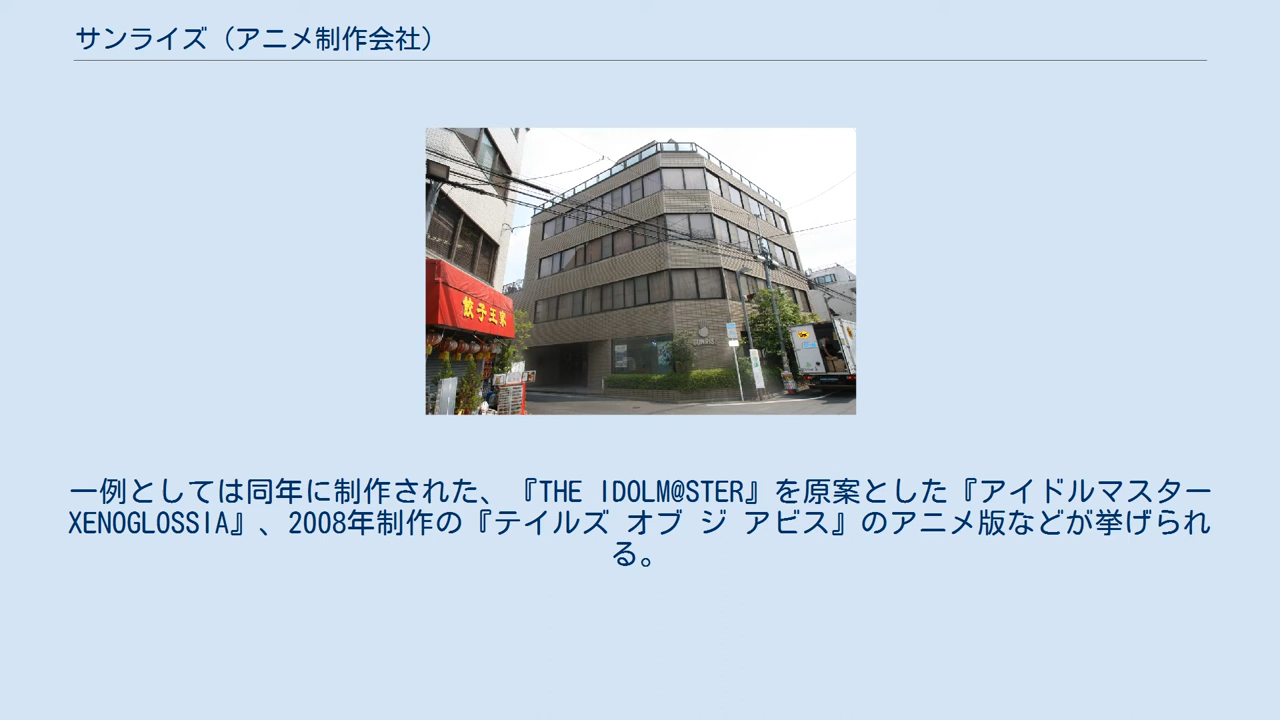 サンライズ（アニメ制作会社）
餃子王家
SUNRISE
一例としては同年に制作された、『THE IDOLM@STER』を原案とした『アイドルマスター
XENOGLOSSIA』、2008年制作の『テイルズ オブ ジ アビス』のアニメ版などが挙げられ
る。